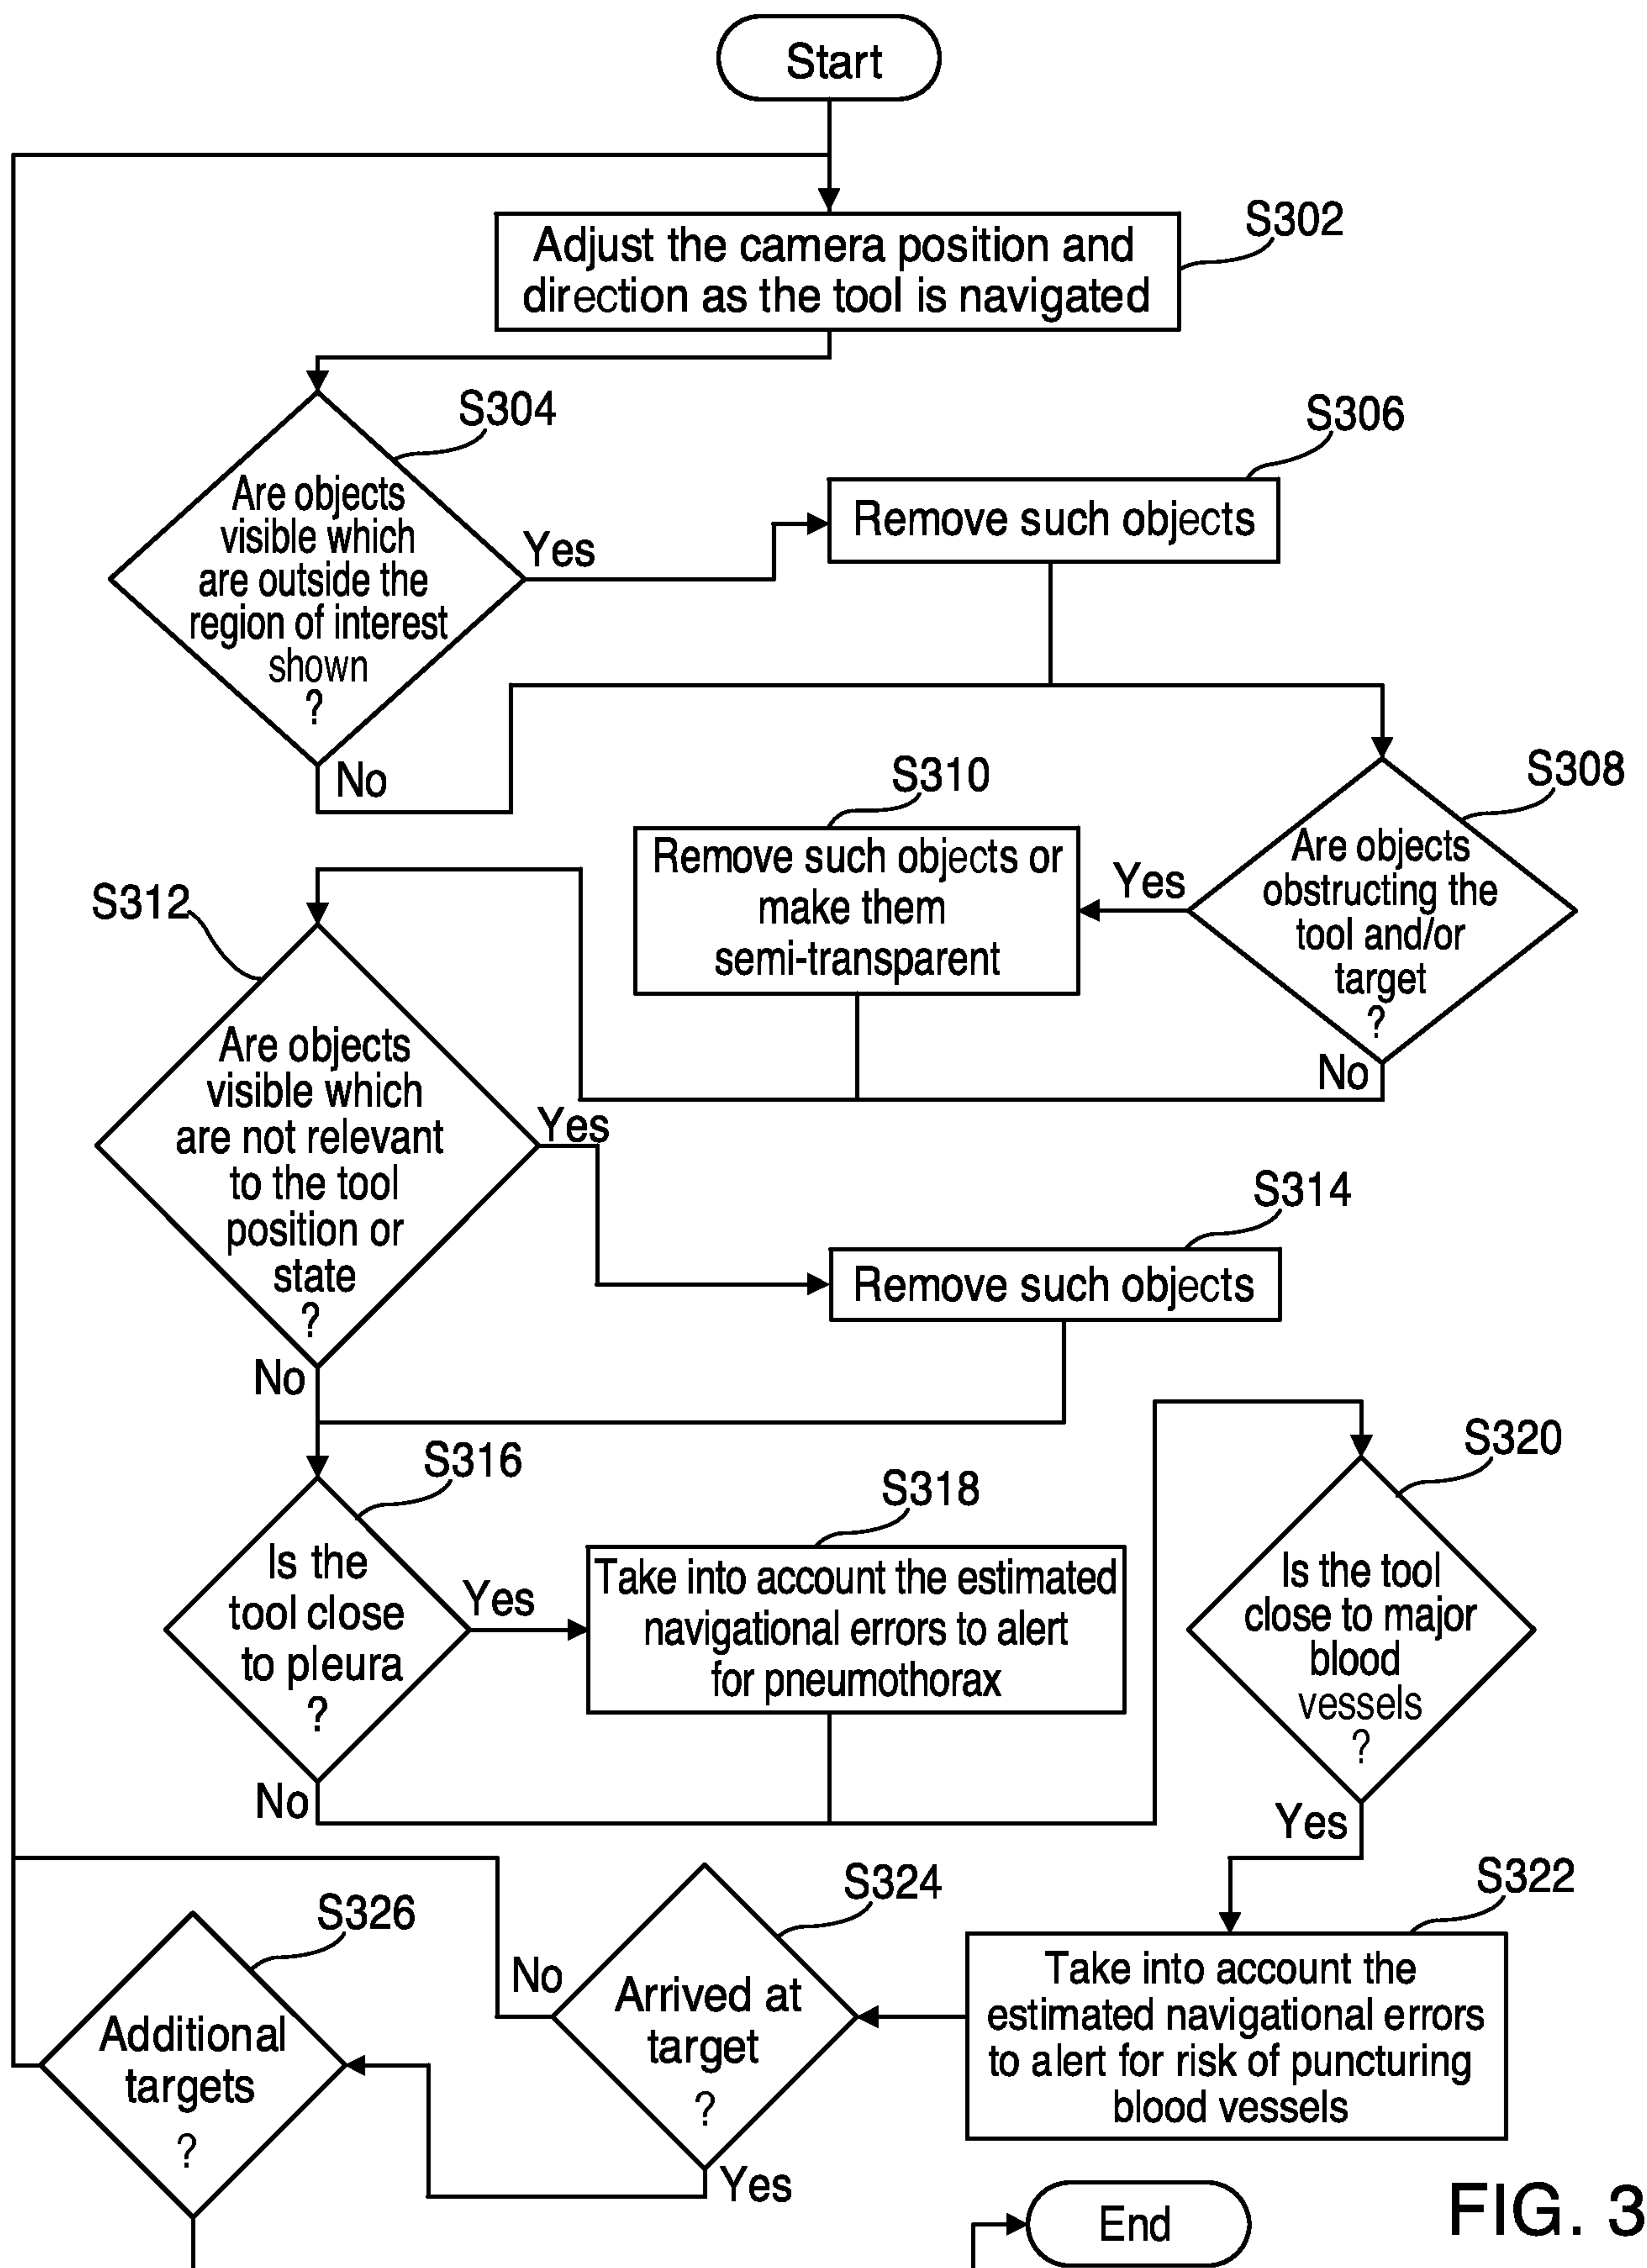 Start
S302
Adjust the camera position and
direction as the tool is navigated
S304
Are objects
visible which
are outside the
region of interest
shown
?
Yes
No
S306
Remove such objects
S308
Are objects
obstructing the
tool and/or
target
?
Yes
No
S310
Remove such objects or
make them
semi-transparent
S312
Are objects
visible which
are not relevant
to the tool
position or
state
?
Yes
No
S314
Remove such objects
S316
Is the
tool close
to pleura
?
Yes
No
S318
Take into account the estimated
navigational errors to alert
for pneumothorax
S320
Is the tool
close to major
blood
vessels
?
Yes
S322
Take into account the
estimated navigational errors
to alert for risk of puncturing
blood vessels
S324
Arrived at
target
?
No
Yes
S326
Additional
targets
?
End
FIG. 3